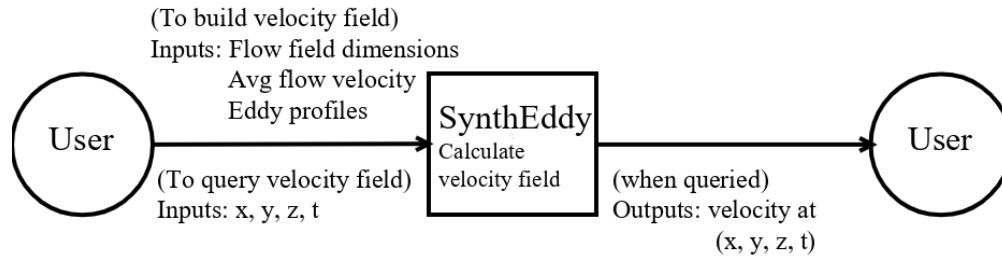 (To build velocity field)
Inputs: Flow field dimensions
Avg flow velocity
Eddy profiles
User
(To query velocity field)
Inputs: x, y, z, t
SynthEddy
Calculate
velocity field
(when queried)
Outputs: velocity at
(x, y, z, t)
User